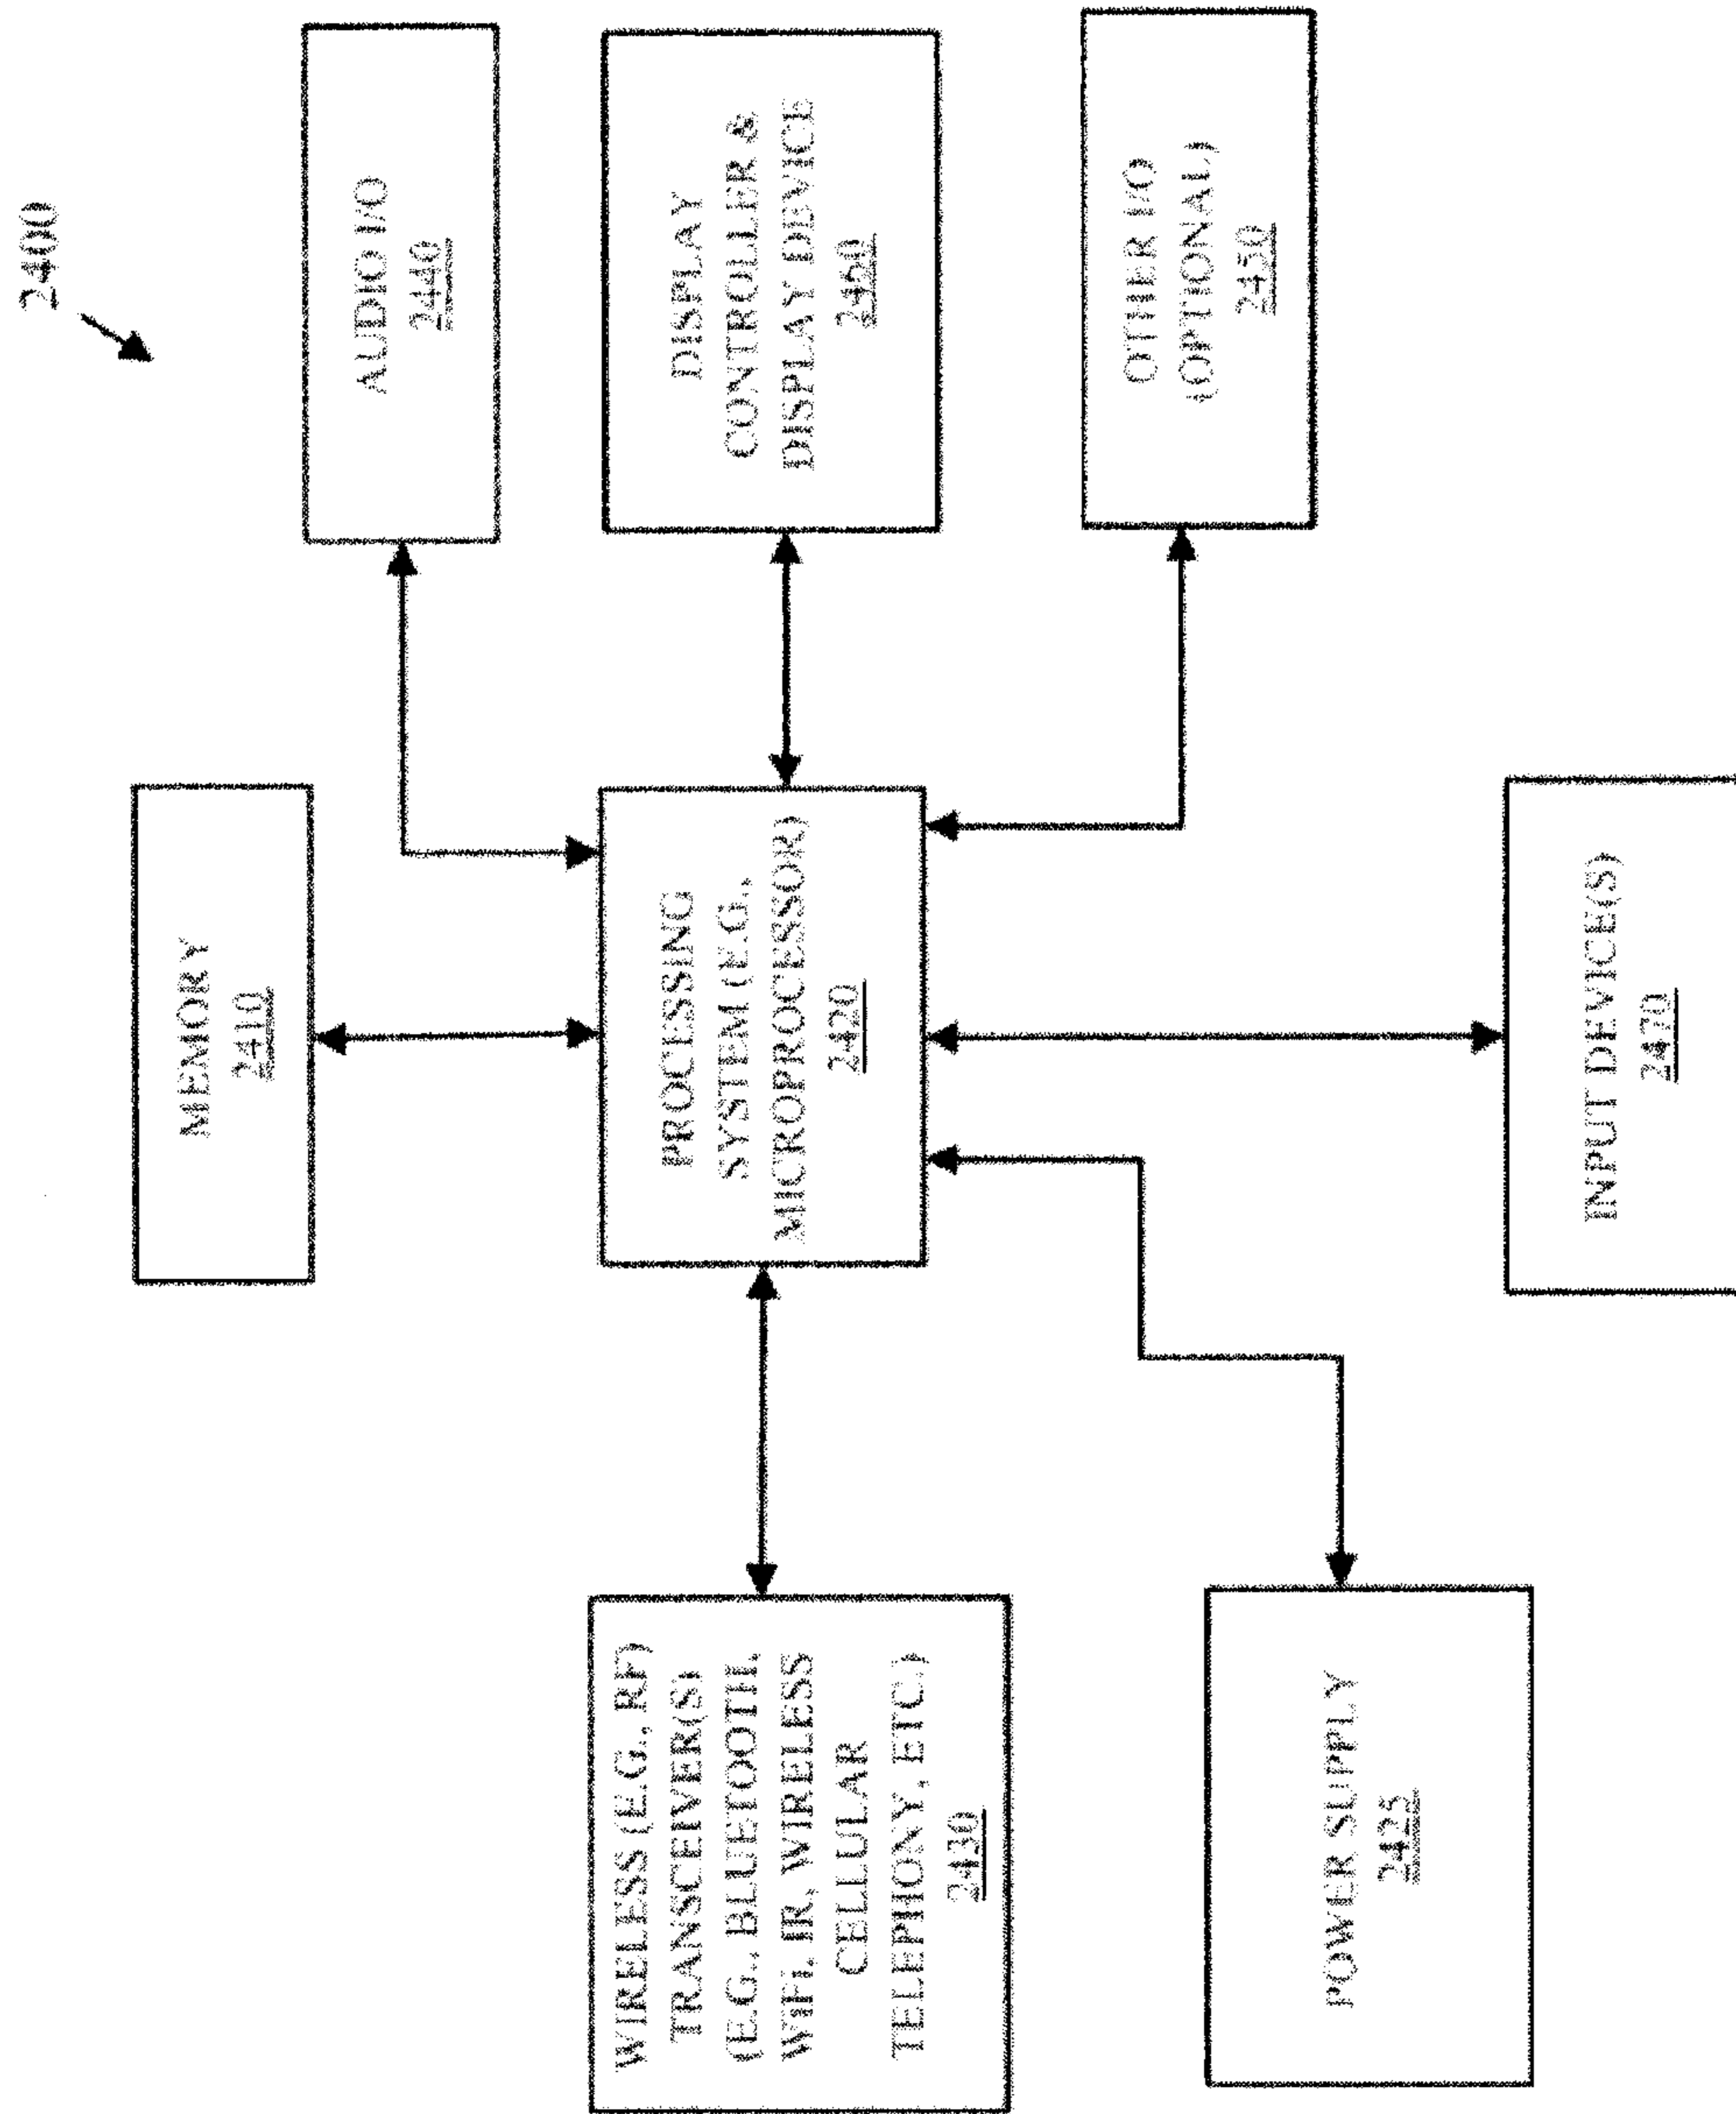 2400
MEMORY
2410
AUDIO I/O
2440
WIRELESS (E.G., RF)
TRANSCEIVER(S)
(E.G., BLUETOOTH,
WIFI, IR, WIRELESS
CELLULAR
TELEPHONY, ETC.)
2430
PROCESSING
SYSTEM (E.G.,
MICROPROCESSOR)
2420
DISPLAY
CONTROLLER &
DISPLAY DEVICE
2460
POWER SUPPLY
2425
OTHER I/O
(OPTIONAL)
2450
INPUT DEVICE(S)
2470